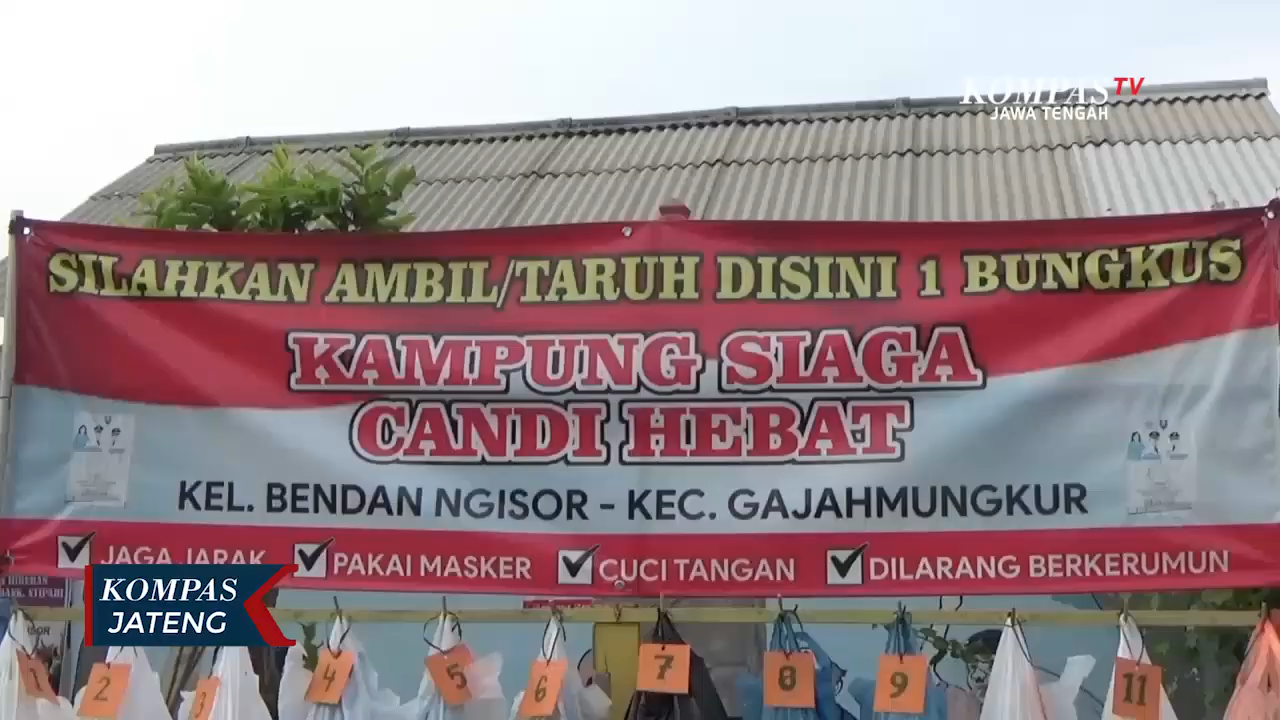 KOMPAS TV
JAWA TENGAH
SILAHKAN AMBIL/TARUH DISINI 1 BUNGKUS
KAMPUNG SIAGA
CANDI HEBAT
KEL. BENDAN NGISOR - KEC. GAJAHMUNGKUR
JAGA JARAK PAKAI MASKER CUCI TANGAN DILARANG BERKERUMUN
KOMPAS
JATENG
1 2 3 4 5 6 7 8 9 11